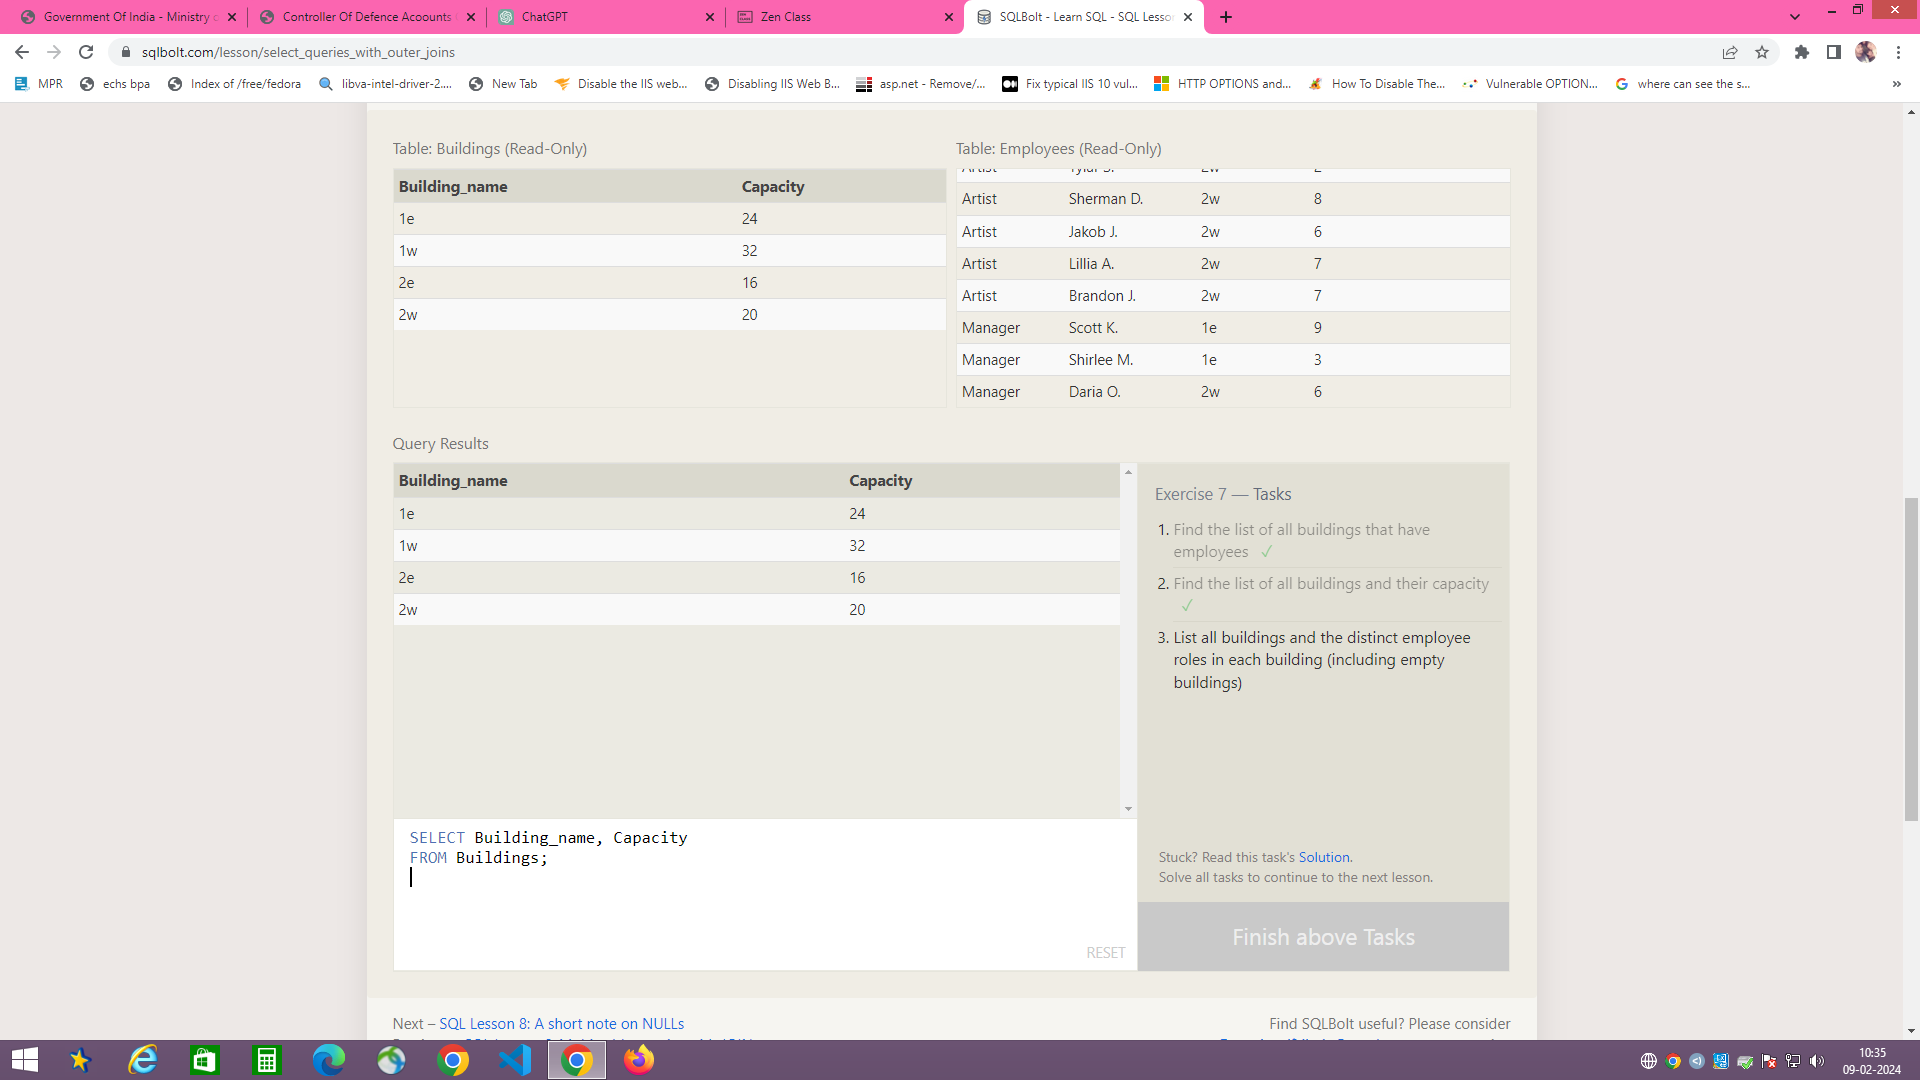 Government Of India - Ministry
Controller Of Defence Acoounts
ChatGPT
Zen Class
SQLBolt - Learn SQL - SQL Lesso
sqlbolt.com/lesson/select_queries_with_outer_joins
MPR
echs bpa
Index of /free/fedora
libva-intel-driver-2....
New Tab
Disable the IIS web...
Disabling IIS Web B...
asp.net - Remove/...
Fix typical IIS 10 vul...
HTTP OPTIONS and...
How To Disable The...
Vulnerable OPTION...
where can see the s...
»
Table: Buildings (Read-Only)
Building_name Capacity
1e 24
1w 32
2e 16
2w 20
Table: Employees (Read-Only)
Artist Tylar S. 2w 2
Artist Sherman D. 2w 8
Artist Jakob J. 2w 6
Artist Lillia A. 2w 7
Artist Brandon J. 2w 7
Manager Scott K. 1e 9
Manager Shirlee M. 1e 3
Manager Daria O. 2w 6
Query Results
Building_name Capacity
1e 24
1w 32
2e 16
2w 20
Exercise 7 — Tasks
1. Find the list of all buildings that have
employees ✓
2. Find the list of all buildings and their capacity
✓
3. List all buildings and the distinct employee
roles in each building (including empty
buildings)
SELECT Building_name, Capacity
FROM Buildings;
RESET
Stuck? Read this task's Solution.
Solve all tasks to continue to the next lesson.
Finish above Tasks
Next – SQL Lesson 8: A short note on NULLs
Find SQLBolt useful? Please consider
10:35
09-02-2024